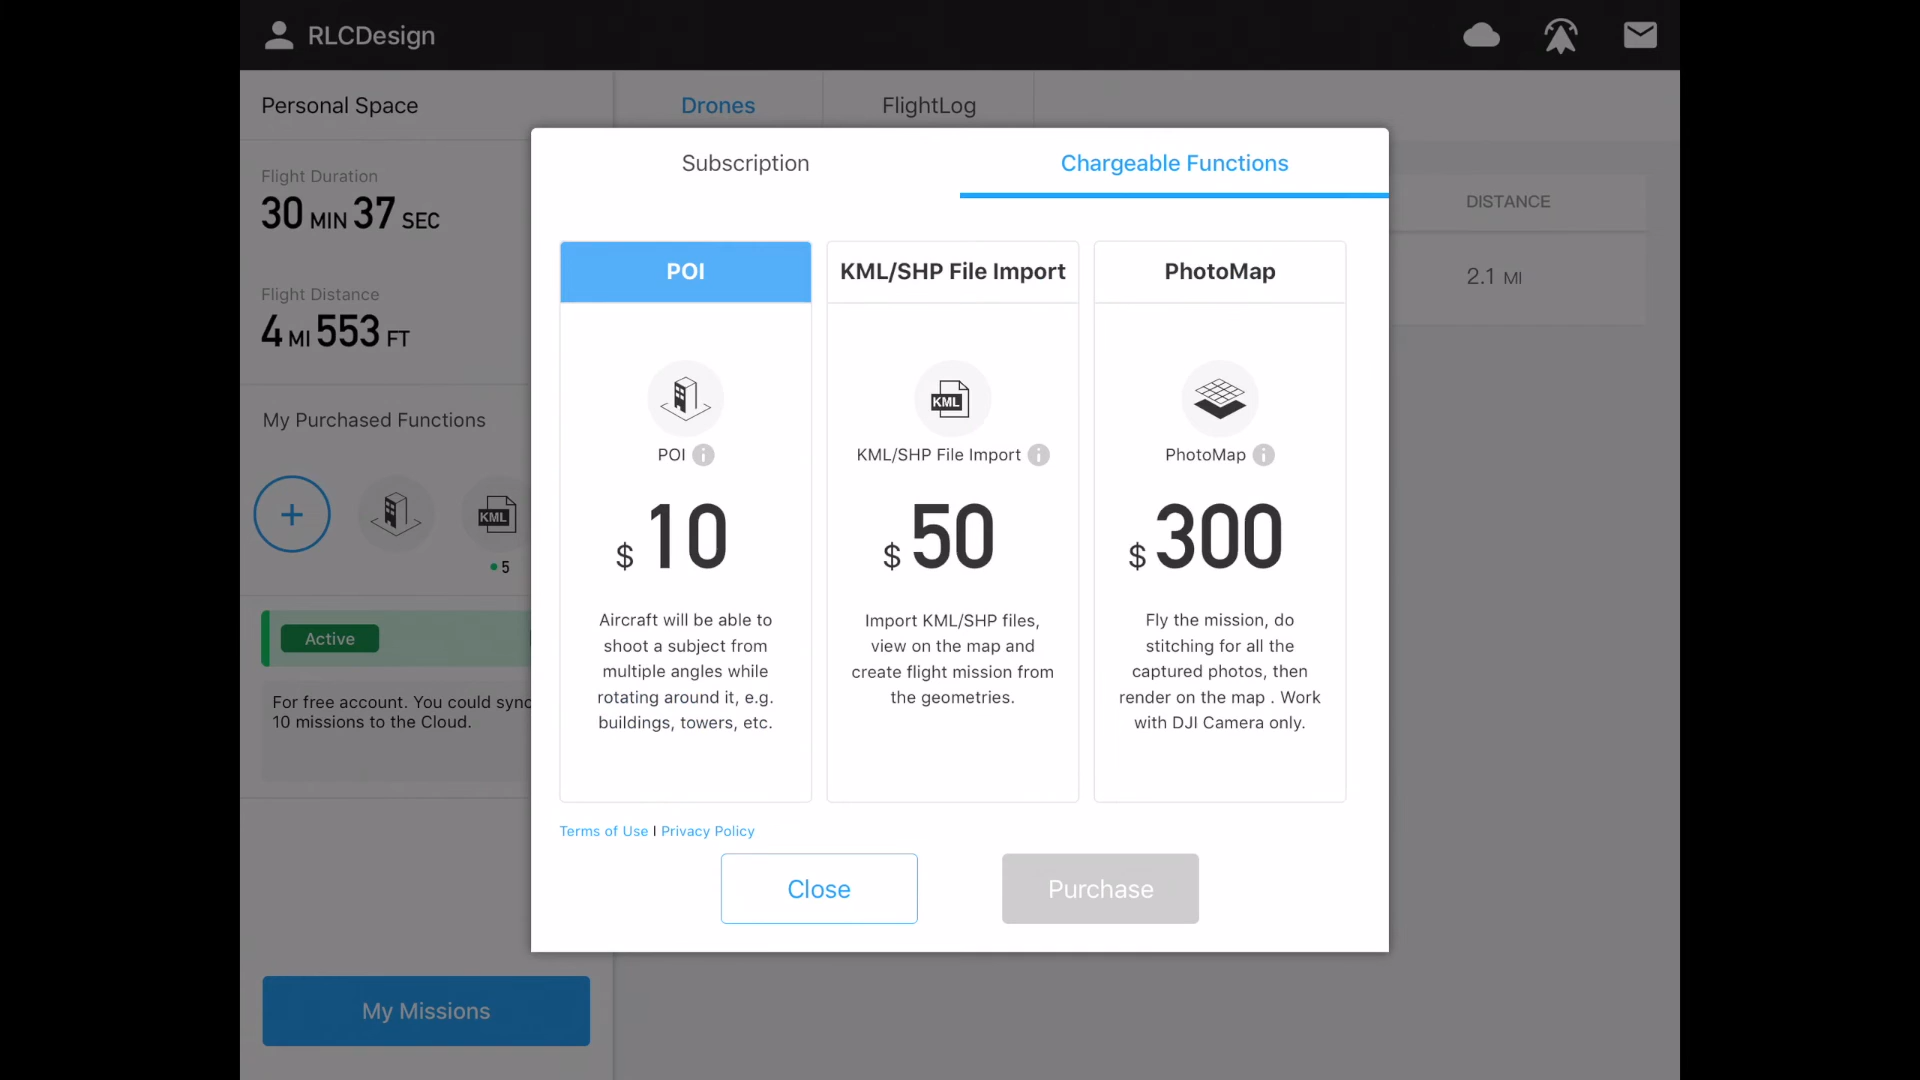 RLCDesign
Personal Space
Drones
FlightLog
Flight Duration
30 MIN 37 SEC
Flight Distance
4 MI 553 FT
My Purchased Functions
KML
5
Active
For free account. You could sync
10 missions to the Cloud.
My Missions
DISTANCE
2.1 MI
Subscription
Chargeable Functions
POI
POI
$ 10
Aircraft will be able to
shoot a subject from
multiple angles while
rotating around it, e.g.
buildings, towers, etc.
KML/SHP File Import
KML
KML/SHP File Import
$ 50
Import KML/SHP files,
view on the map and
create flight mission from
the geometries.
PhotoMap
PhotoMap
$ 300
Fly the mission, do
stitching for all the
captured photos, then
render on the map . Work
with DJI Camera only.
Terms of Use | Privacy Policy
Close
Purchase